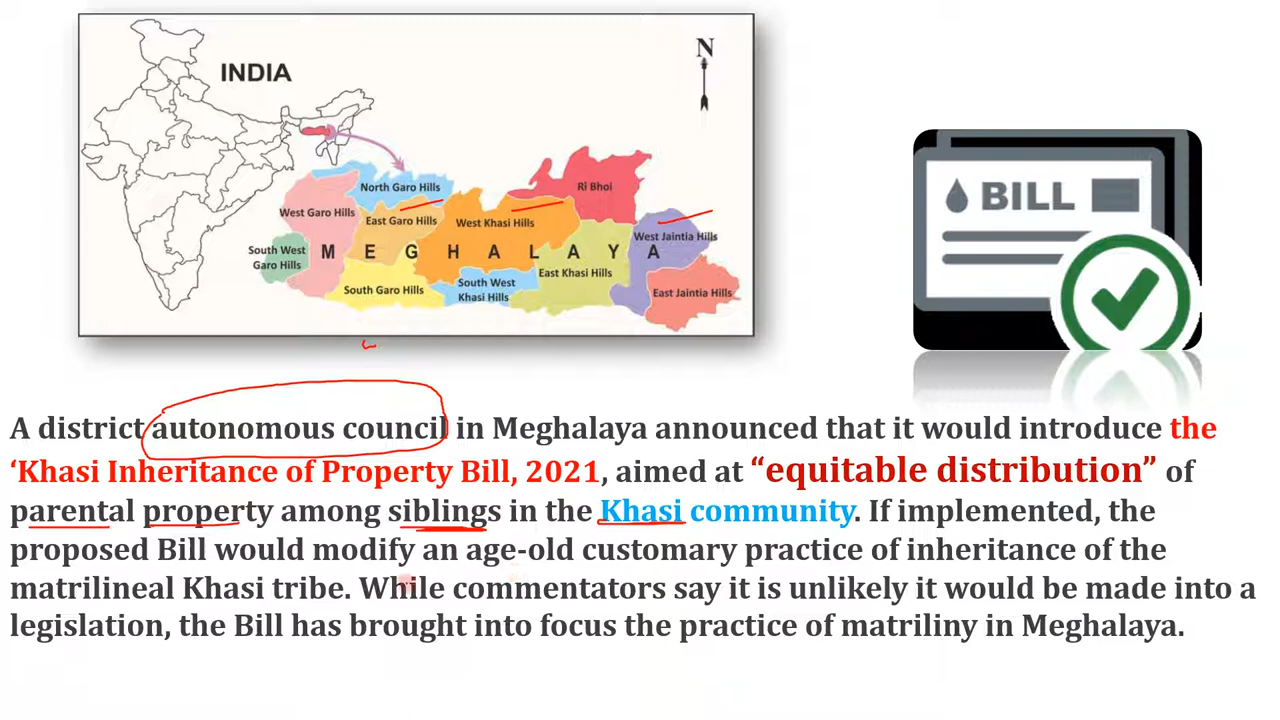 INDIA
N
North Garo Hills
Ri Bhoi
West Garo Hills
East Garo Hills
West Khasi Hills
West Jaintia Hills
South West
Garo Hills
M E G H A L A Y A
East Khasi Hills
South Garo Hills
South West
Khasi Hills
East Jaintia Hills
BILL
A district autonomous council in Meghalaya announced that it would introduce the
‘Khasi Inheritance of Property Bill, 2021, aimed at “equitable distribution” of
parental property among siblings in the Khasi community. If implemented, the
proposed Bill would modify an age-old customary practice of inheritance of the
matrilineal Khasi tribe. While commentators say it is unlikely it would be made into a
legislation, the Bill has brought into focus the practice of matriliny in Meghalaya.